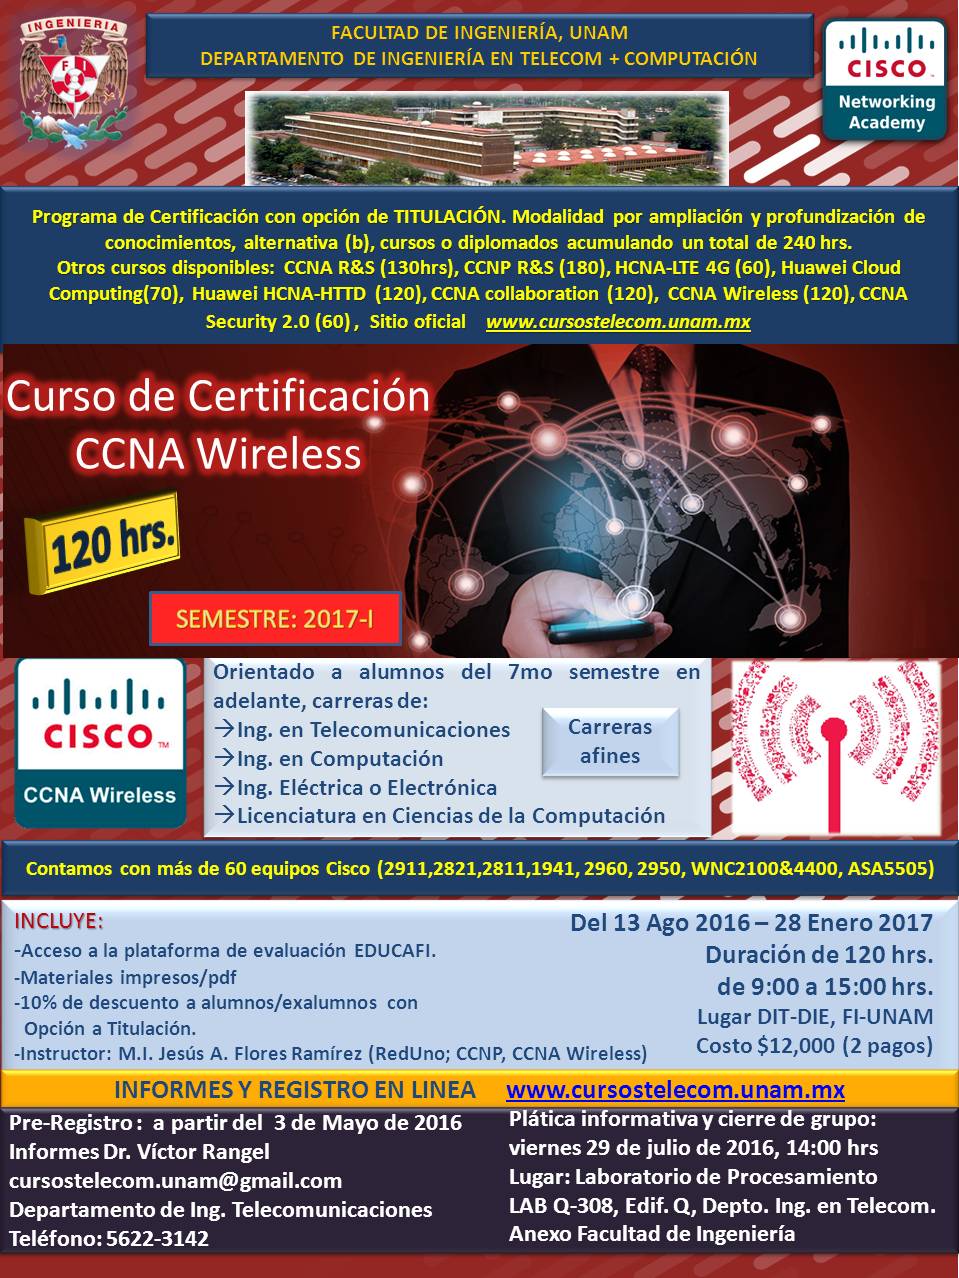 INGENIERIA
F I
FACULTAD DE INGENIERÍA, UNAM
DEPARTAMENTO DE INGENIERÍA EN TELECOM + COMPUTACIÓN
CISCO™
Networking
Academy
Programa de Certificación con opción de TITULACIÓN. Modalidad por ampliación y profundización de
conocimientos, alternativa (b), cursos o diplomados acumulando un total de 240 hrs.
Otros cursos disponibles: CCNA R&S (130hrs), CCNP R&S (180), HCNA-LTE 4G (60), Huawei Cloud
Computing(70), Huawei HCNA-HTTD (120), CCNA collaboration (120), CCNA Wireless (120), CCNA
Security 2.0 (60) , Sitio oficial www.cursostelecom.unam.mx
Curso de Certificación
CCNA Wireless
120 hrs.
SEMESTRE: 2017-I
CISCO™
CCNA Wireless
Orientado a alumnos del 7mo semestre en
adelante, carreras de:
→Ing. en Telecomunicaciones
→Ing. en Computación
→Ing. Eléctrica o Electrónica
→Licenciatura en Ciencias de la Computación
Carreras
afines
Contamos con más de 60 equipos Cisco (2911,2821,2811,1941, 2960, 2950, WNC2100&4400, ASA5505)
INCLUYE:
-Acceso a la plataforma de evaluación EDUCAFI.
-Materiales impresos/pdf
-10% de descuento a alumnos/exalumnos con
Opción a Titulación.
-Instructor: M.I. Jesús A. Flores Ramírez (RedUno; CCNP, CCNA Wireless)
Del 13 Ago 2016 – 28 Enero 2017
Duración de 120 hrs.
de 9:00 a 15:00 hrs.
Lugar DIT-DIE, FI-UNAM
Costo $12,000 (2 pagos)
INFORMES Y REGISTRO EN LINEA www.cursostelecom.unam.mx
Pre-Registro : a partir del 3 de Mayo de 2016
Informes Dr. Víctor Rangel
cursostelecom.unam@gmail.com
Departamento de Ing. Telecomunicaciones
Teléfono: 5622-3142
Plática informativa y cierre de grupo:
viernes 29 de julio de 2016, 14:00 hrs
Lugar: Laboratorio de Procesamiento
LAB Q-308, Edif. Q, Depto. Ing. en Telecom.
Anexo Facultad de Ingeniería